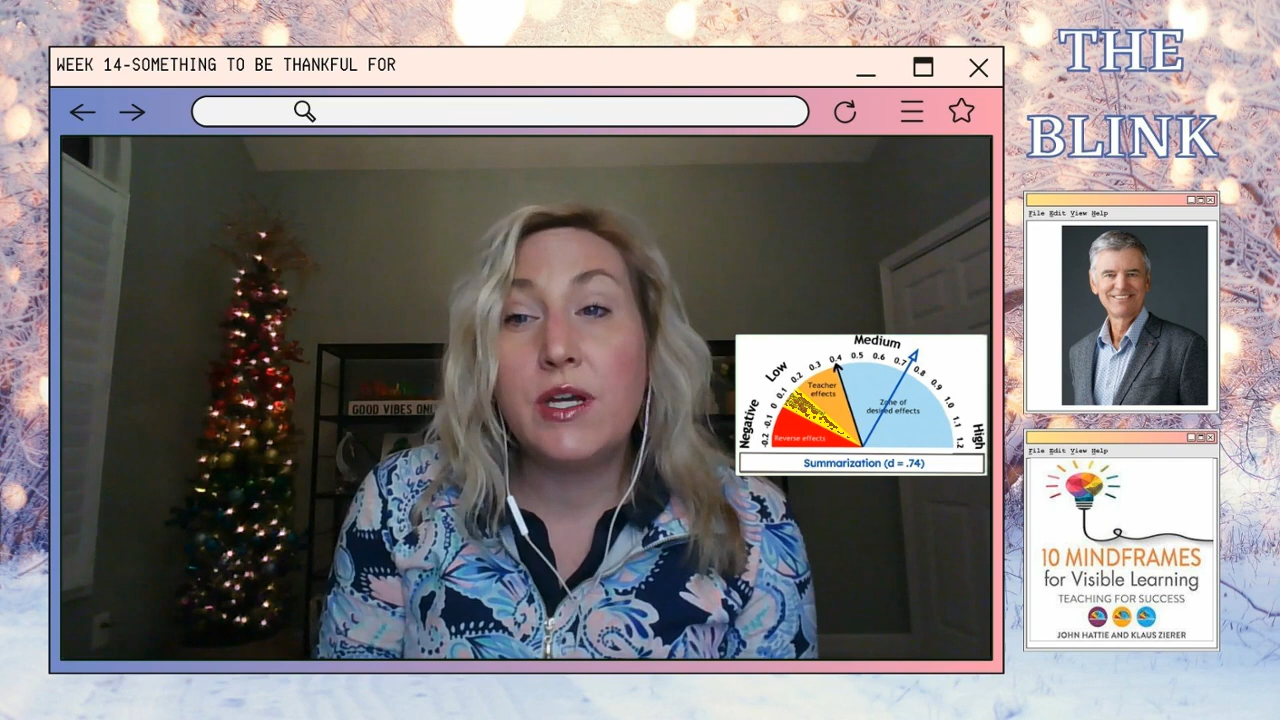 WEEK 14-SOMETHING TO BE THANKFUL FOR
THE
BLINK
File Edit View Help
GOOD VIBES ONL
Negative
Low
Medium
High
-0.2
-0.1
0
0.1
0.2
0.3
0.4
0.5
0.6
0.7
0.8
0.9
1.0
1.1
1.2
Teacher
effects
Zone of
desired effects
Reverse effects
Summarization (d = .74)
File Edit View Help
10 MINDFRAMES
for Visible Learning
TEACHING FOR SUCCESS
JOHN HATTIE AND KLAUS ZIERER